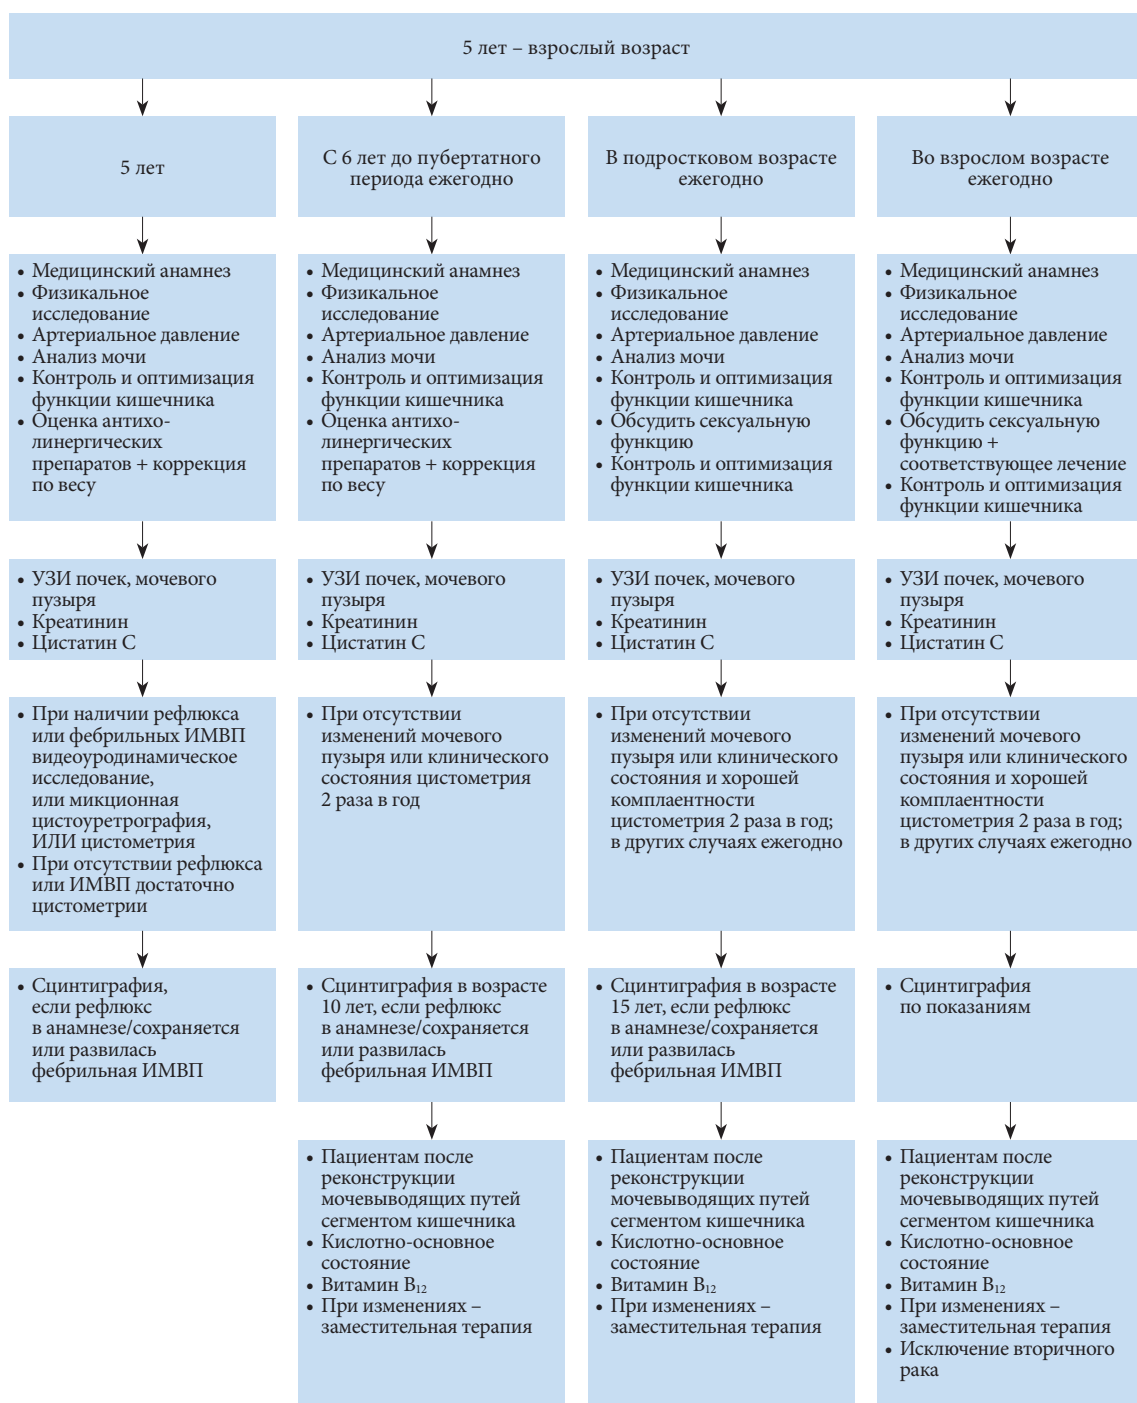 5 лет – взрослый возраст
5 лет
С 6 лет до пубертатного
периода ежегодно
В подростковом возрасте
ежегодно
Во взрослом возрасте
ежегодно
• Медицинский анамнез
• Физикальное
исследование
• Артериальное давление
• Анализ мочи
• Контроль и оптимизация
функции кишечника
• Оценка антихо-
линергических
препаратов + коррекция
по весу
• Медицинский анамнез
• Физикальное
исследование
• Артериальное давление
• Анализ мочи
• Контроль и оптимизация
функции кишечника
• Оценка антихо-
линергических
препаратов + коррекция
по весу
• Медицинский анамнез
• Физикальное
исследование
• Артериальное давление
• Анализ мочи
• Контроль и оптимизация
функции кишечника
• Обсудить сексуальную
функцию
• Контроль и оптимизация
функции кишечника
• Медицинский анамнез
• Физикальное
исследование
• Артериальное давление
• Анализ мочи
• Контроль и оптимизация
функции кишечника
• Обсудить сексуальную
функцию +
соответствующее лечение
• Контроль и оптимизация
функции кишечника
• УЗИ почек, мочевого
пузыря
• Креатинин
• Цистатин С
• УЗИ почек, мочевого
пузыря
• Креатинин
• Цистатин С
• УЗИ почек, мочевого
пузыря
• Креатинин
• Цистатин С
• УЗИ почек, мочевого
пузыря
• Креатинин
• Цистатин С
• При наличии рефлюкса
или фебрильных ИМВП
видеоуродинамическое
исследование,
или микционная
цистоуретрография,
ИЛИ цистометрия
• При отсутствии рефлюкса
или ИМВП достаточно
цистометрии
• При отсутствии
изменений мочевого
пузыря или клинического
состояния цистометрия
2 раза в год
• При отсутствии
изменений мочевого
пузыря или клинического
состояния и хорошей
комплаентности
цистометрия 2 раза в год;
в других случаях ежегодно
• При отсутствии
изменений мочевого
пузыря или клинического
состояния и хорошей
комплаентности
цистометрия 2 раза в год;
в других случаях ежегодно
• Сцинтиграфия,
если рефлюкс
в анамнезе/сохраняется
или развилась
фебрильная ИМВП
• Сцинтиграфия в возрасте
10 лет, если рефлюкс
в анамнезе/сохраняется
или развилась
фебрильная ИМВП
• Сцинтиграфия в возрасте
15 лет, если рефлюкс
в анамнезе/сохраняется
или развилась
фебрильная ИМВП
• Сцинтиграфия
по показаниям
• Пациентам после
реконструкции
мочевыводящих путей
сегментом кишечника
• Кислотно-основное
состояние
• Витамин B₁₂
• При изменениях –
заместительная терапия
• Пациентам после
реконструкции
мочевыводящих путей
сегментом кишечника
• Кислотно-основное
состояние
• Витамин B₁₂
• При изменениях –
заместительная терапия
• Пациентам после
реконструкции
мочевыводящих путей
сегментом кишечника
• Кислотно-основное
состояние
• Витамин B₁₂
• При изменениях –
заместительная терапия
• Исключение вторичного
рака